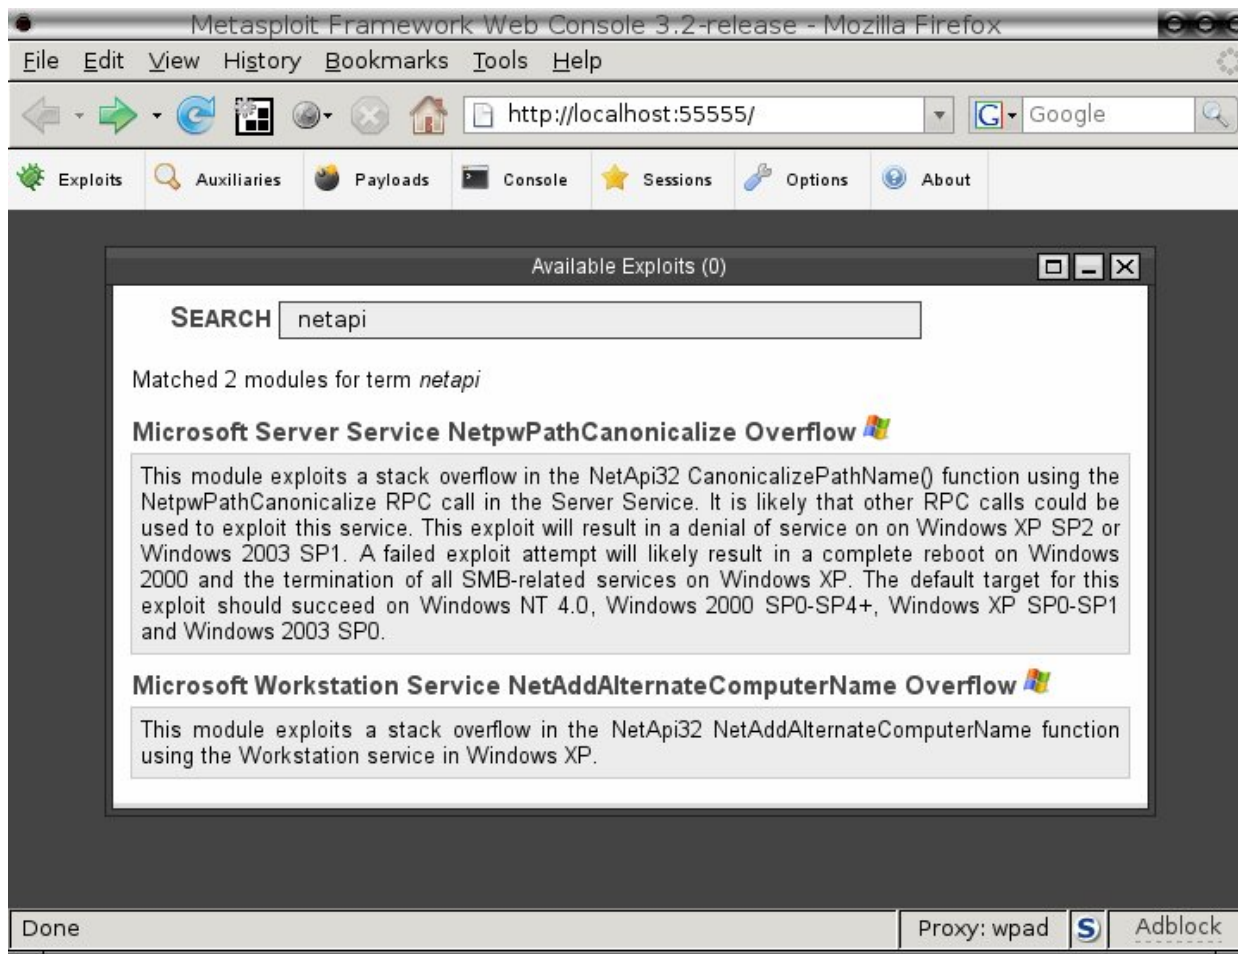 Metasploit Framework Web Console 3.2-release - Mozilla Firefox
File Edit View History Bookmarks Tools Help
http://localhost:55555/ G Google
Exploits Auxiliaries Payloads Console Sessions Options About
Available Exploits (0)
SEARCH netapi
Matched 2 modules for term netapi
Microsoft Server Service NetpwPathCanonicalize Overflow
This module exploits a stack overflow in the NetApi32 CanonicalizePathName() function using the
NetpwPathCanonicalize RPC call in the Server Service. It is likely that other RPC calls could be
used to exploit this service. This exploit will result in a denial of service on on Windows XP SP2 or
Windows 2003 SP1. A failed exploit attempt will likely result in a complete reboot on Windows
2000 and the termination of all SMB-related services on Windows XP. The default target for this
exploit should succeed on Windows NT 4.0, Windows 2000 SP0-SP4+, Windows XP SP0-SP1
and Windows 2003 SP0.
Microsoft Workstation Service NetAddAlternateComputerName Overflow
This module exploits a stack overflow in the NetApi32 NetAddAlternateComputerName function
using the Workstation service in Windows XP.
Done Proxy: wpad S Adblock